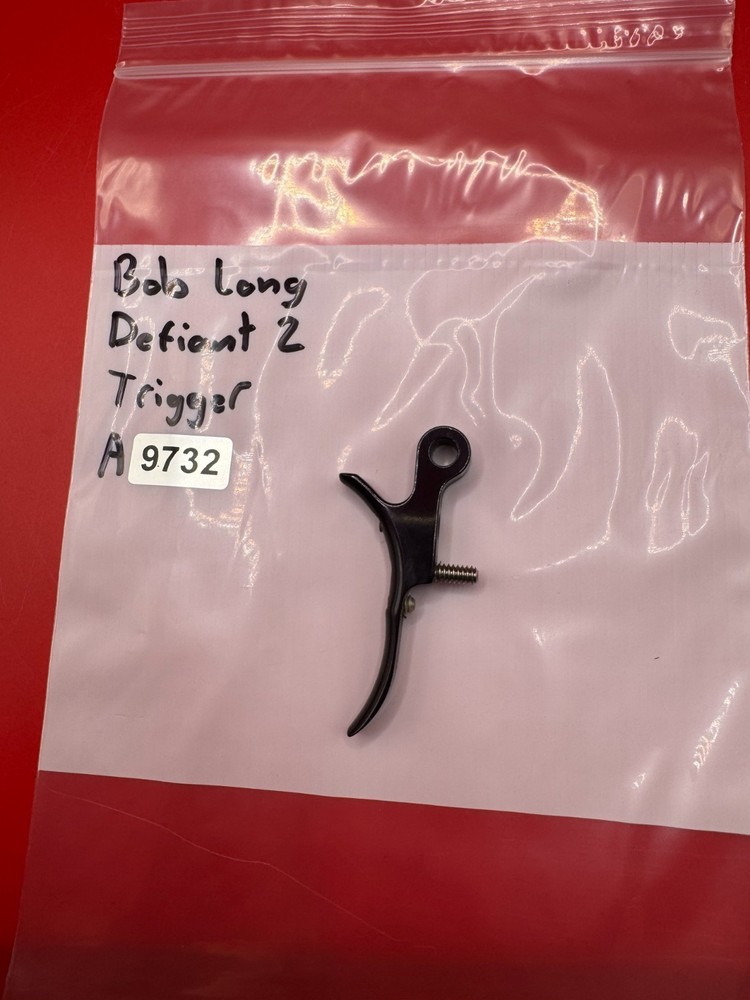 Bob Long
Defiant 2
Trigger
A 9732